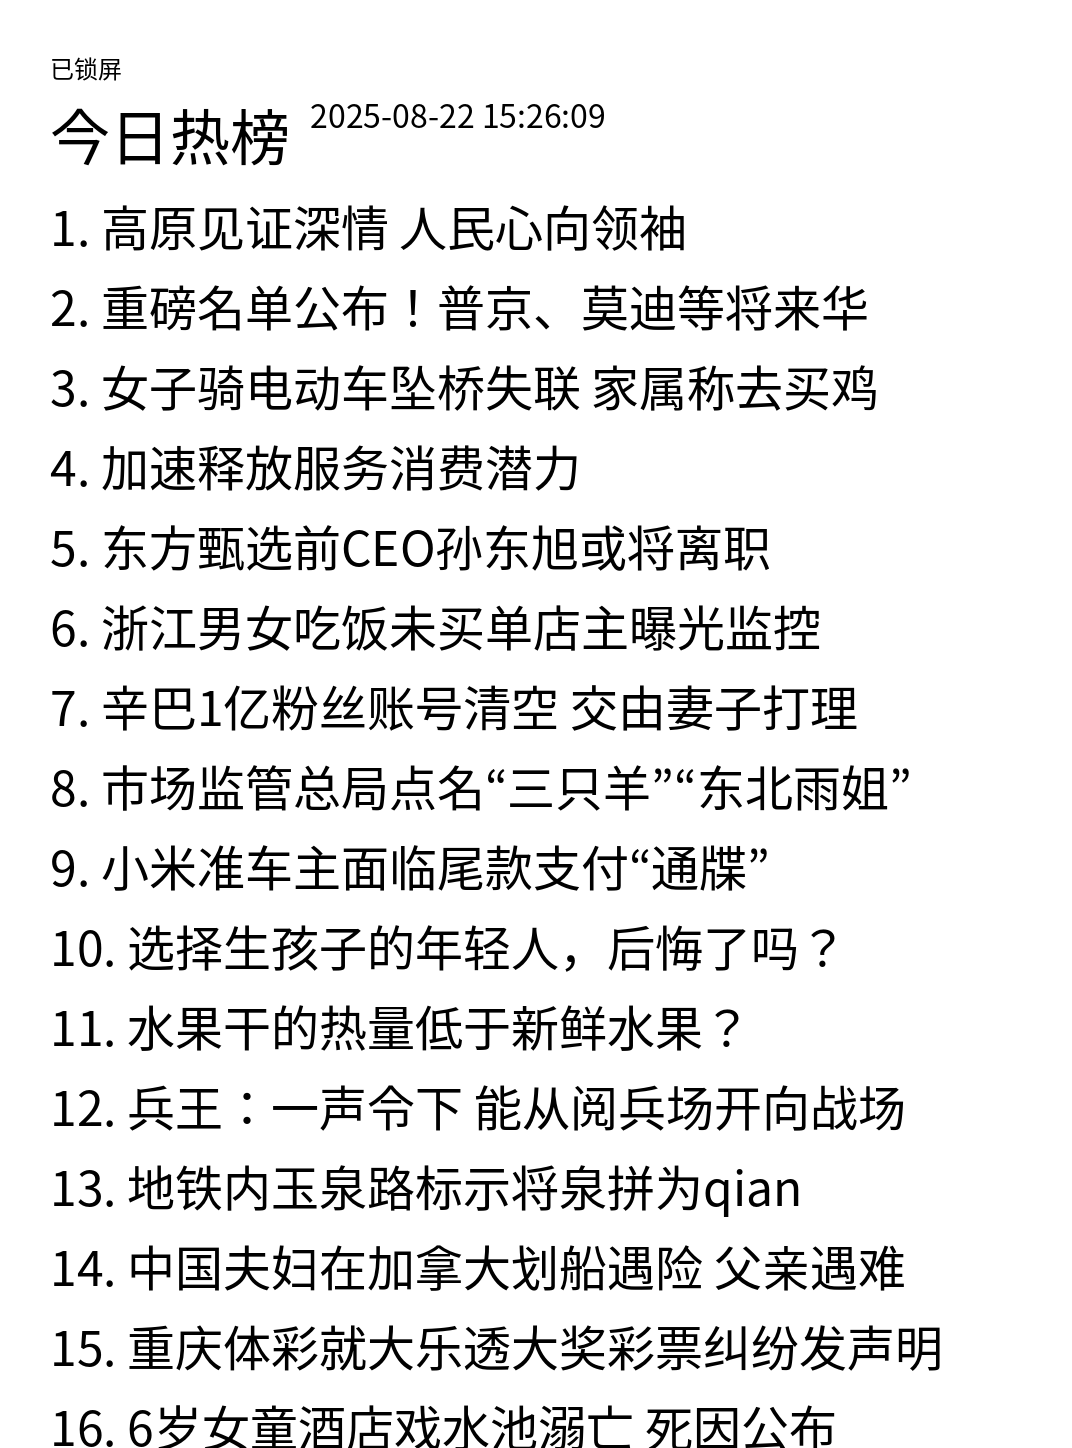 已锁屏
今日热榜 2025-08-22 15:26:09
1. 高原见证深情 人民心向领袖
2. 重磅名单公布！普京、莫迪等将来华
3. 女子骑电动车坠桥失联 家属称去买鸡
4. 加速释放服务消费潜力
5. 东方甄选前CEO孙东旭或将离职
6. 浙江男女吃饭未买单店主曝光监控
7. 辛巴1亿粉丝账号清空 交由妻子打理
8. 市场监管总局点名“三只羊”“东北雨姐”
9. 小米准车主面临尾款支付“通牒”
10. 选择生孩子的年轻人，后悔了吗？
11. 水果干的热量低于新鲜水果？
12. 兵王：一声令下 能从阅兵场开向战场
13. 地铁内玉泉路标示将泉拼为qian
14. 中国夫妇在加拿大划船遇险 父亲遇难
15. 重庆体彩就大乐透大奖彩票纠纷发声明
16. 6岁女童酒店戏水池溺亡 死因公布